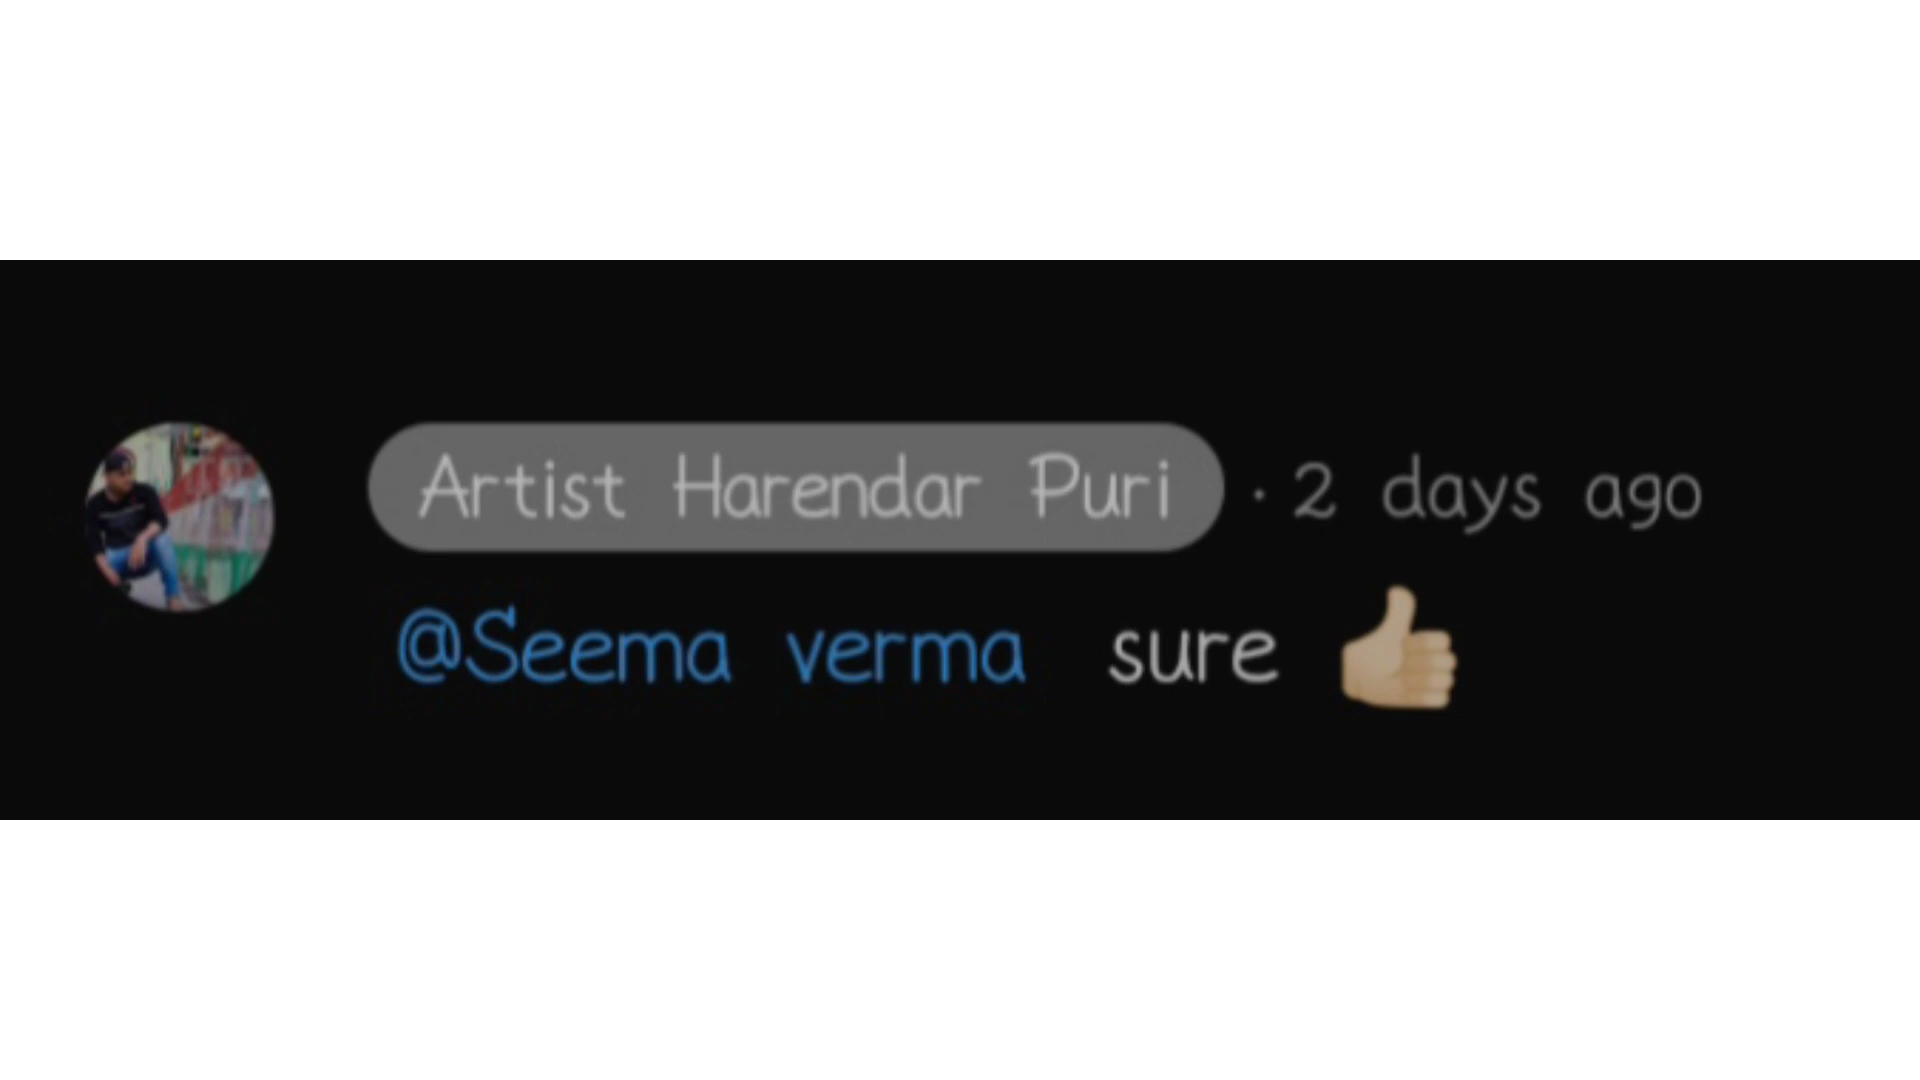 Artist Harendar Puri · 2 days ago
@Seema verma sure 👍🏼